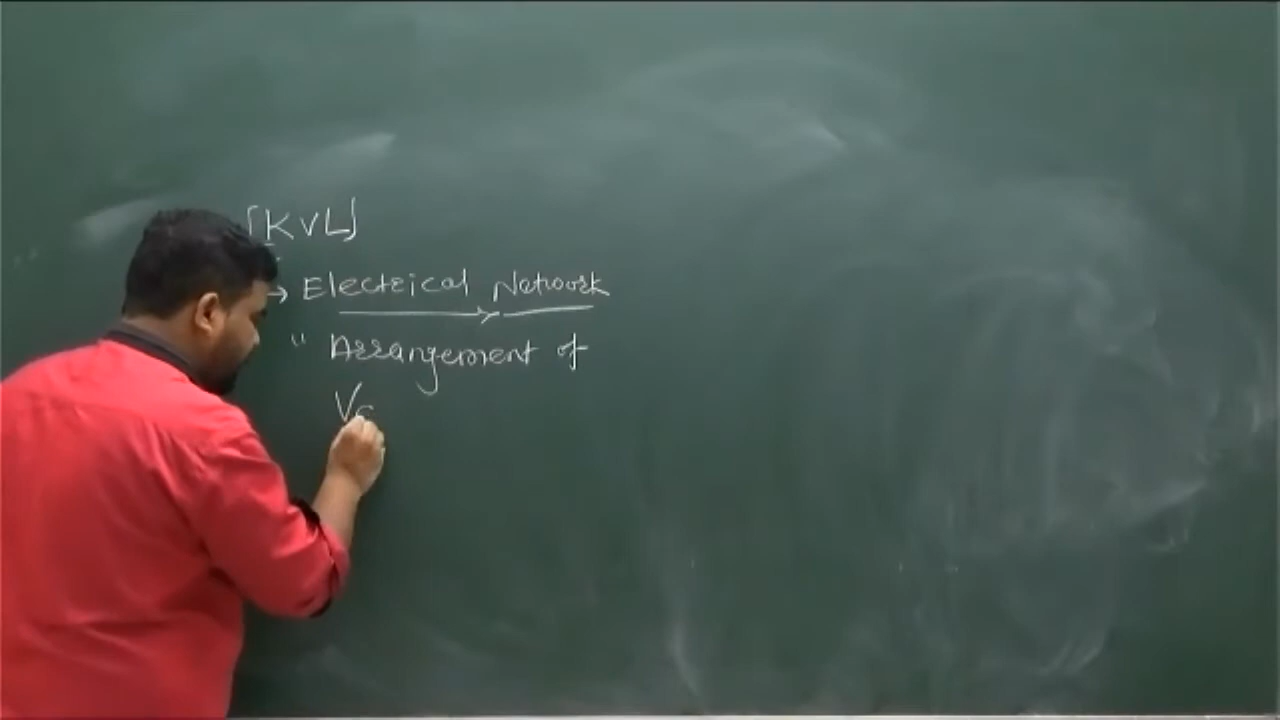 [KVL]
→ Electrical Network
" Arrangement of